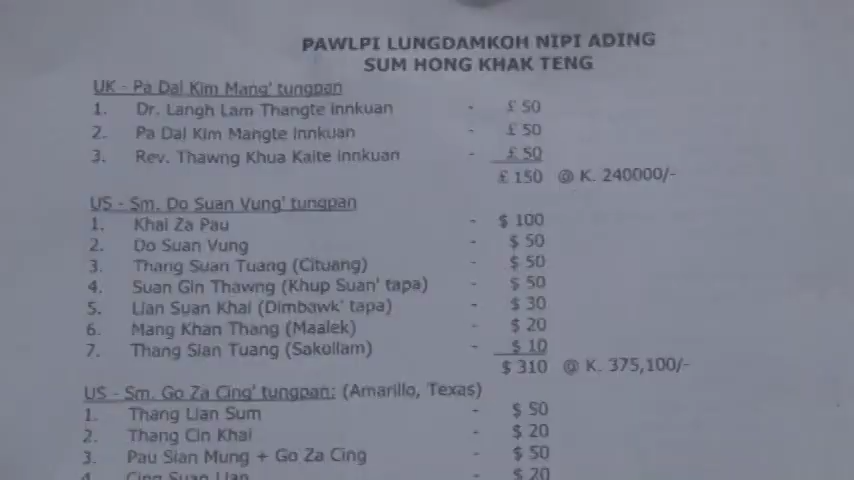 PAWLPI LUNGDAMKOH NIPI ADING
SUM HONG KHAK TENG
UK - Pa Dal Kim Mang' tungpan
1. Dr. Langh Lam Thangte innkuan - £ 50
2. Pa Dal Kim Mangte innkuan - £ 50
3. Rev. Thawng Khua Kaite innkuan - £ 50
£ 150 @ K. 240000/-
US - Sm. Do Suan Vung' tungpan
1. Khai Za Pau - $ 100
2. Do Suan Vung - $ 50
3. Thang Suan Tuang (Cituang) - $ 50
4. Suan Gin Thawng (Khup Suan' tapa) - $ 50
5. Lian Suan Khai (Dimbawk' tapa) - $ 30
6. Mang Khan Thang (Maalek) - $ 20
7. Thang Sian Tuang (Sakollam) - $ 10
$ 310 @ K. 375,100/-
US - Sm. Go Za Cing' tungpan: (Amarillo, Texas)
1. Thang Lian Sum - $ 50
2. Thang Cin Khai - $ 20
3. Pau Sian Mung + Go Za Cing - $ 50
4. Cing Suan Lian - $ 20